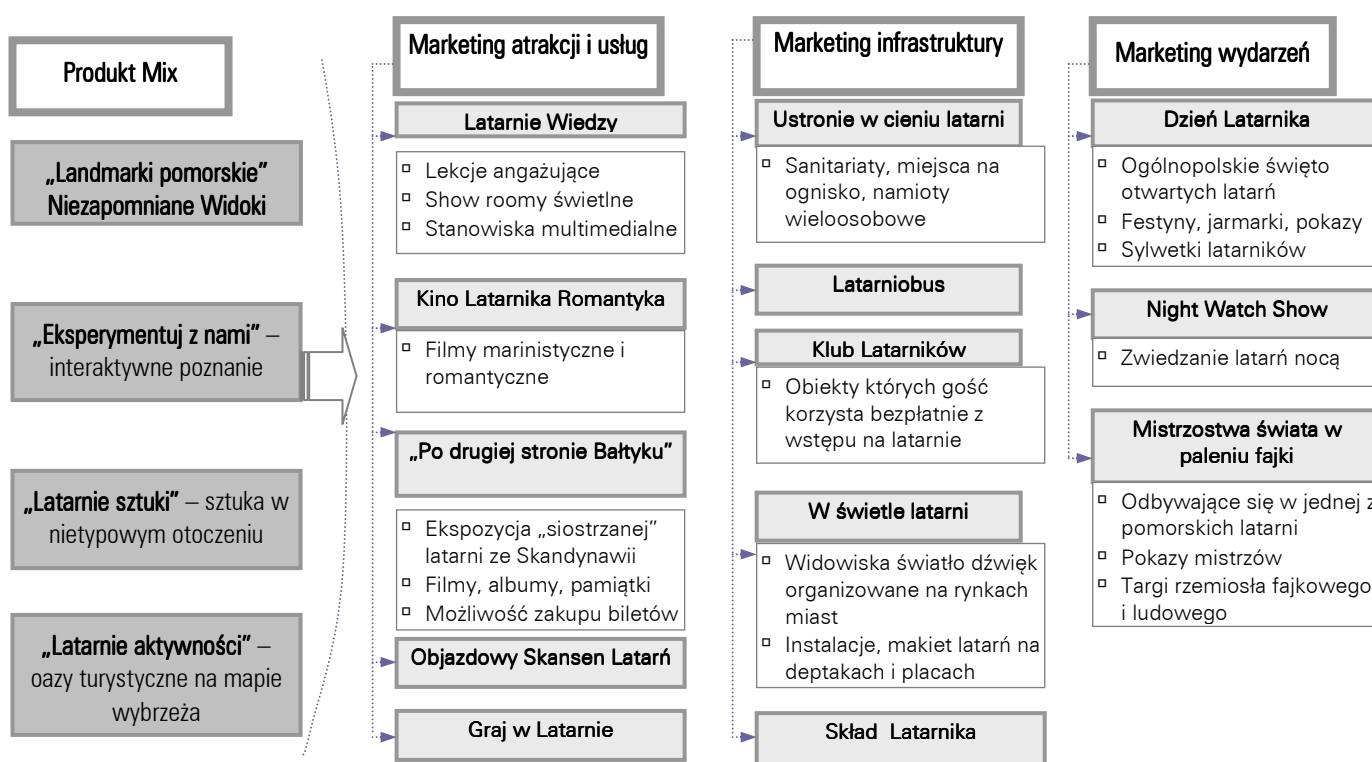 Produkt Mix
„Landmarki pomorskie”
Niezapomniane Widoki
„Eksperymentuj z nami” –
interaktywne poznanie
„Latarnie sztuki” – sztuka w
nietypowym otoczeniu
„Latarnie aktywności” –
oazy turystyczne na mapie
wybrzeża
Marketing atrakcji i usług
Latarnie Wiedzy
▫ Lekcje angażujące
▫ Show roomy świetlne
▫ Stanowiska multimedialne
Kino Latarnika Romantyka
▫ Filmy marinistyczne i
romantyczne
„Po drugiej stronie Bałtyku”
▫ Ekspozycja „siostrzanej”
latarni ze Skandynawii
▫ Filmy, albumy, pamiątki
▫ Możliwość zakupu biletów
Objazdowy Skansen Latarń
Graj w Latarnie
Marketing infrastruktury
Ustronie w cieniu latarni
▫ Sanitariaty, miejsca na
ognisko, namioty
wieloosobowe
Latarniobus
Klub Latarników
▫ Obiekty których gość
korzysta bezpłatnie z
wstępu na latarnie
W świetle latarni
▫ Widowiska światło dźwięk
organizowane na rynkach
miast
▫ Instalacje, makiet latarń na
deptakach i placach
Skład Latarnika
Marketing wydarzeń
Dzień Latarnika
▫ Ogólnopolskie święto
otwartych latarń
▫ Festyny, jarmarki, pokazy
▫ Sylwetki latarników
Night Watch Show
▫ Zwiedzanie latarń nocą
Mistrzostwa świata w
paleniu fajki
▫ Odbywające się w jednej z
pomorskich latarni
▫ Pokazy mistrzów
▫ Targi rzemiosła fajkowego
i ludowego